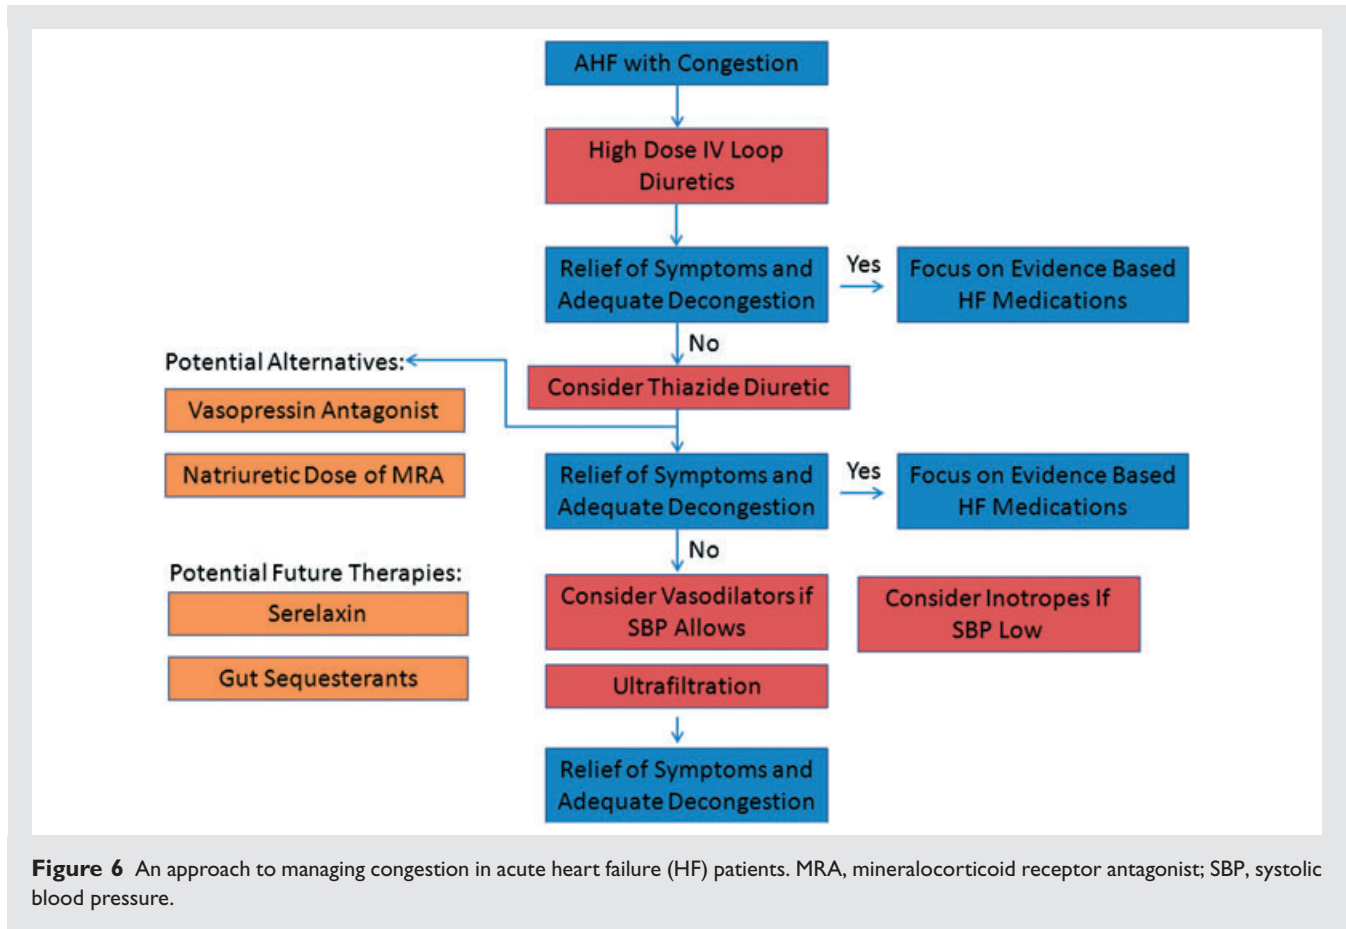 AHF with Congestion
High Dose IV Loop
Diuretics
Relief of Symptoms and
Adequate Decongestion
Yes
Focus on Evidence Based
HF Medications
No
Potential Alternatives:
Consider Thiazide Diuretic
Vasopressin Antagonist
Natriuretic Dose of MRA
Relief of Symptoms and
Adequate Decongestion
Yes
Focus on Evidence Based
HF Medications
No
Potential Future Therapies:
Serelaxin
Gut Sequesterants
Consider Vasodilators if
SBP Allows
Consider Inotropes If
SBP Low
Ultrafiltration
Relief of Symptoms and
Adequate Decongestion
Figure 6 An approach to managing congestion in acute heart failure (HF) patients. MRA, mineralocorticoid receptor antagonist; SBP, systolic
blood pressure.